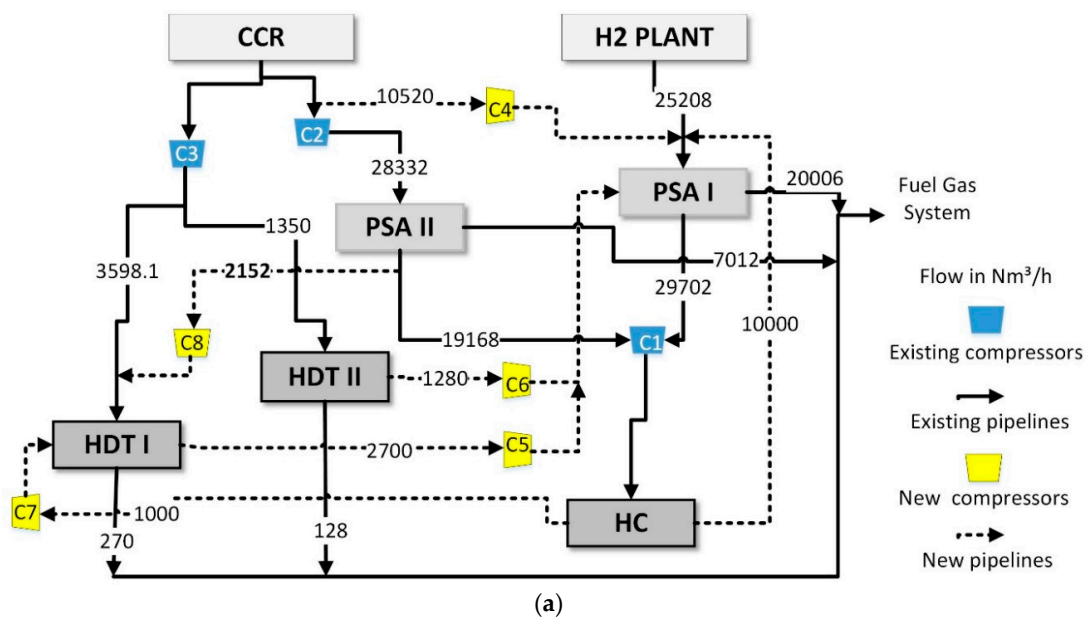 CCR
H2 PLANT
10520
C4
25208
C2
C3
28332
PSA I
20006
Fuel Gas
System
1350
PSA II
7012
3598.1
2152
29702
Flow in Nm³/h
10000
C8
19168
C1
Existing compressors
HDT II
1280
C6
Existing pipelines
HDT I
2700
C5
New compressors
C7
1000
HC
270
128
New pipelines
(a)